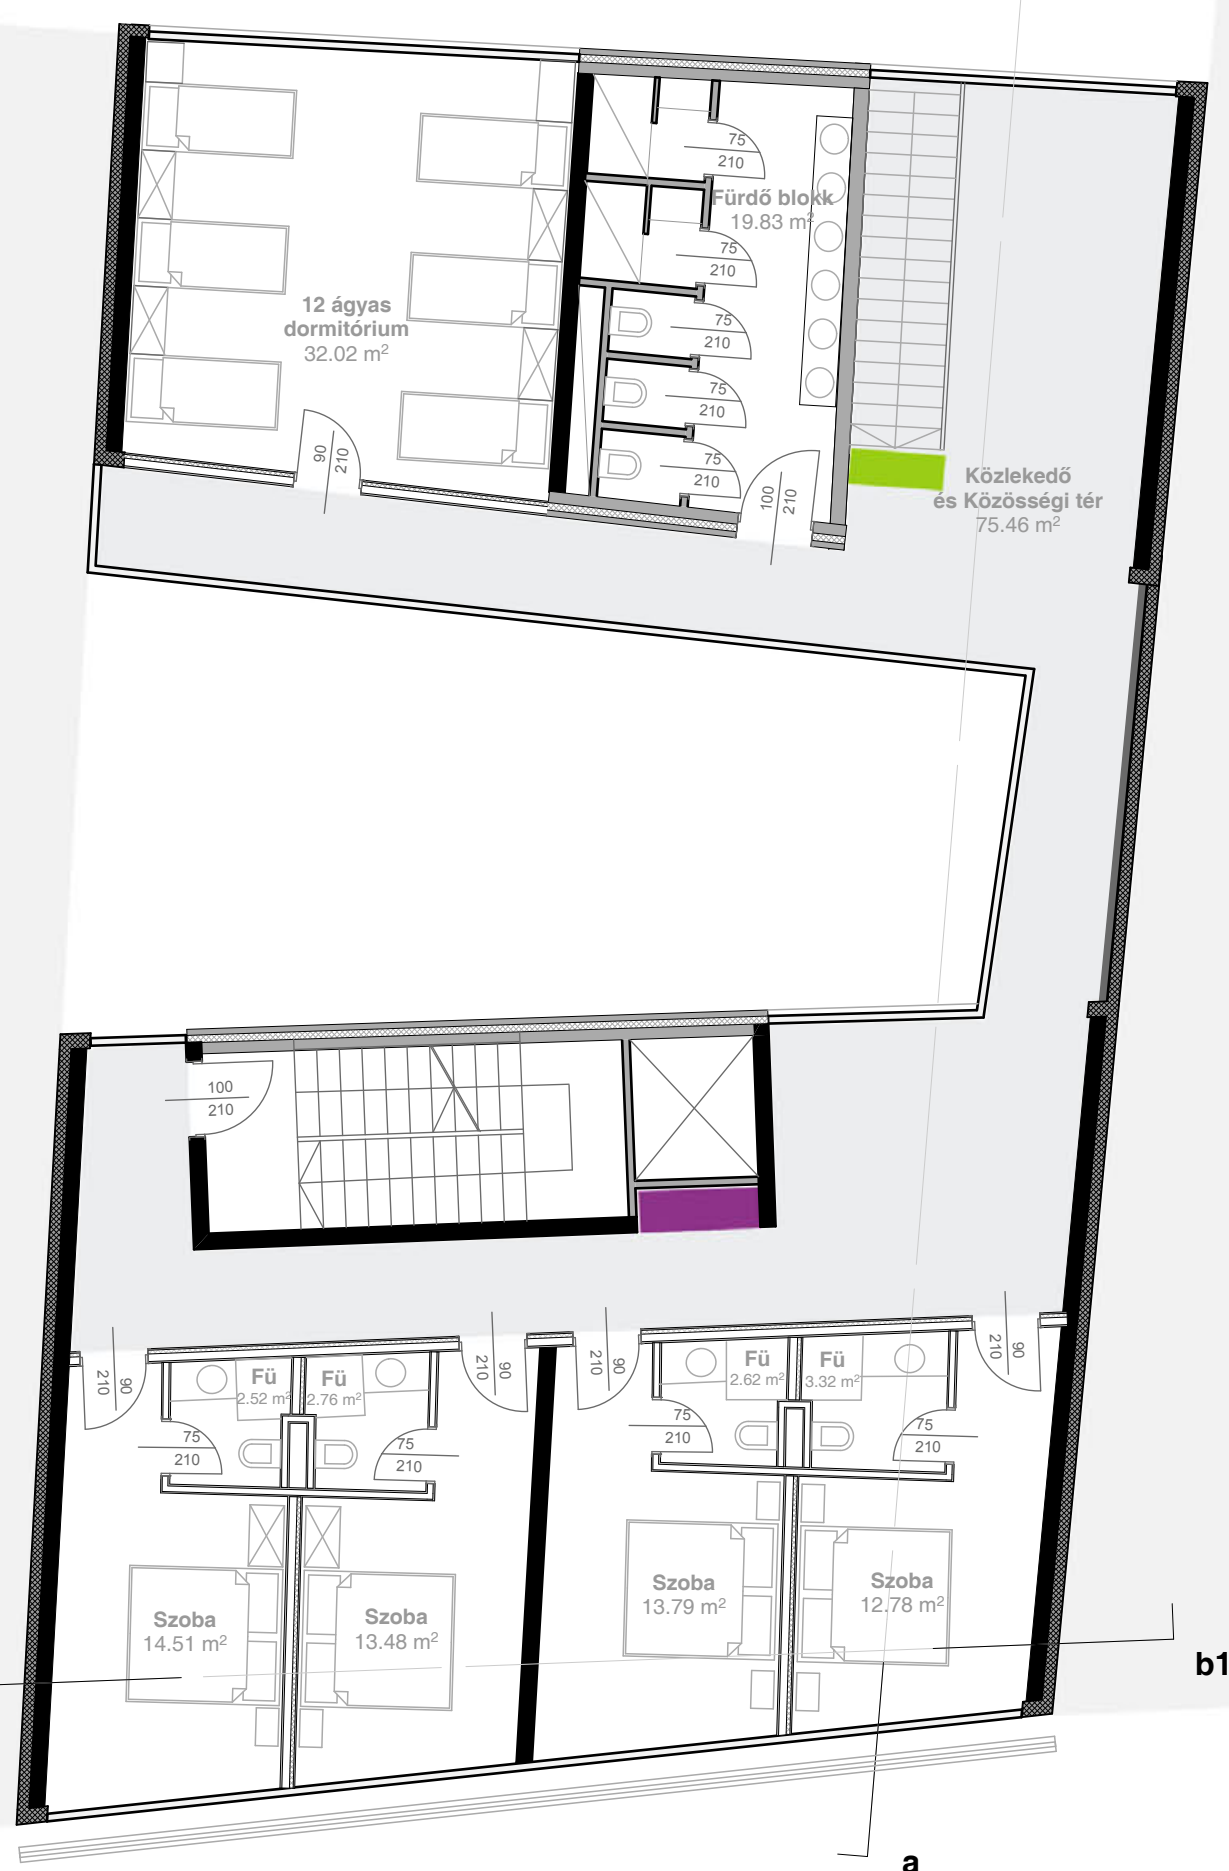 75
210
Fürdő blokk
19.83 m²
75
210
12 ágyas
dormitórium
32.02 m²
75
210
75
210
90
210
75
210
100
210
Közlekedő
és Közösségi tér
75.46 m²
100
210
90
210
90
210
90
210
90
210
Fü
2.52 m²
Fü
2.76 m²
Fü
2.62 m²
Fü
3.32 m²
75
210
75
210
75
210
75
210
Szoba
14.51 m²
Szoba
13.48 m²
Szoba
13.79 m²
Szoba
12.78 m²
b1
a